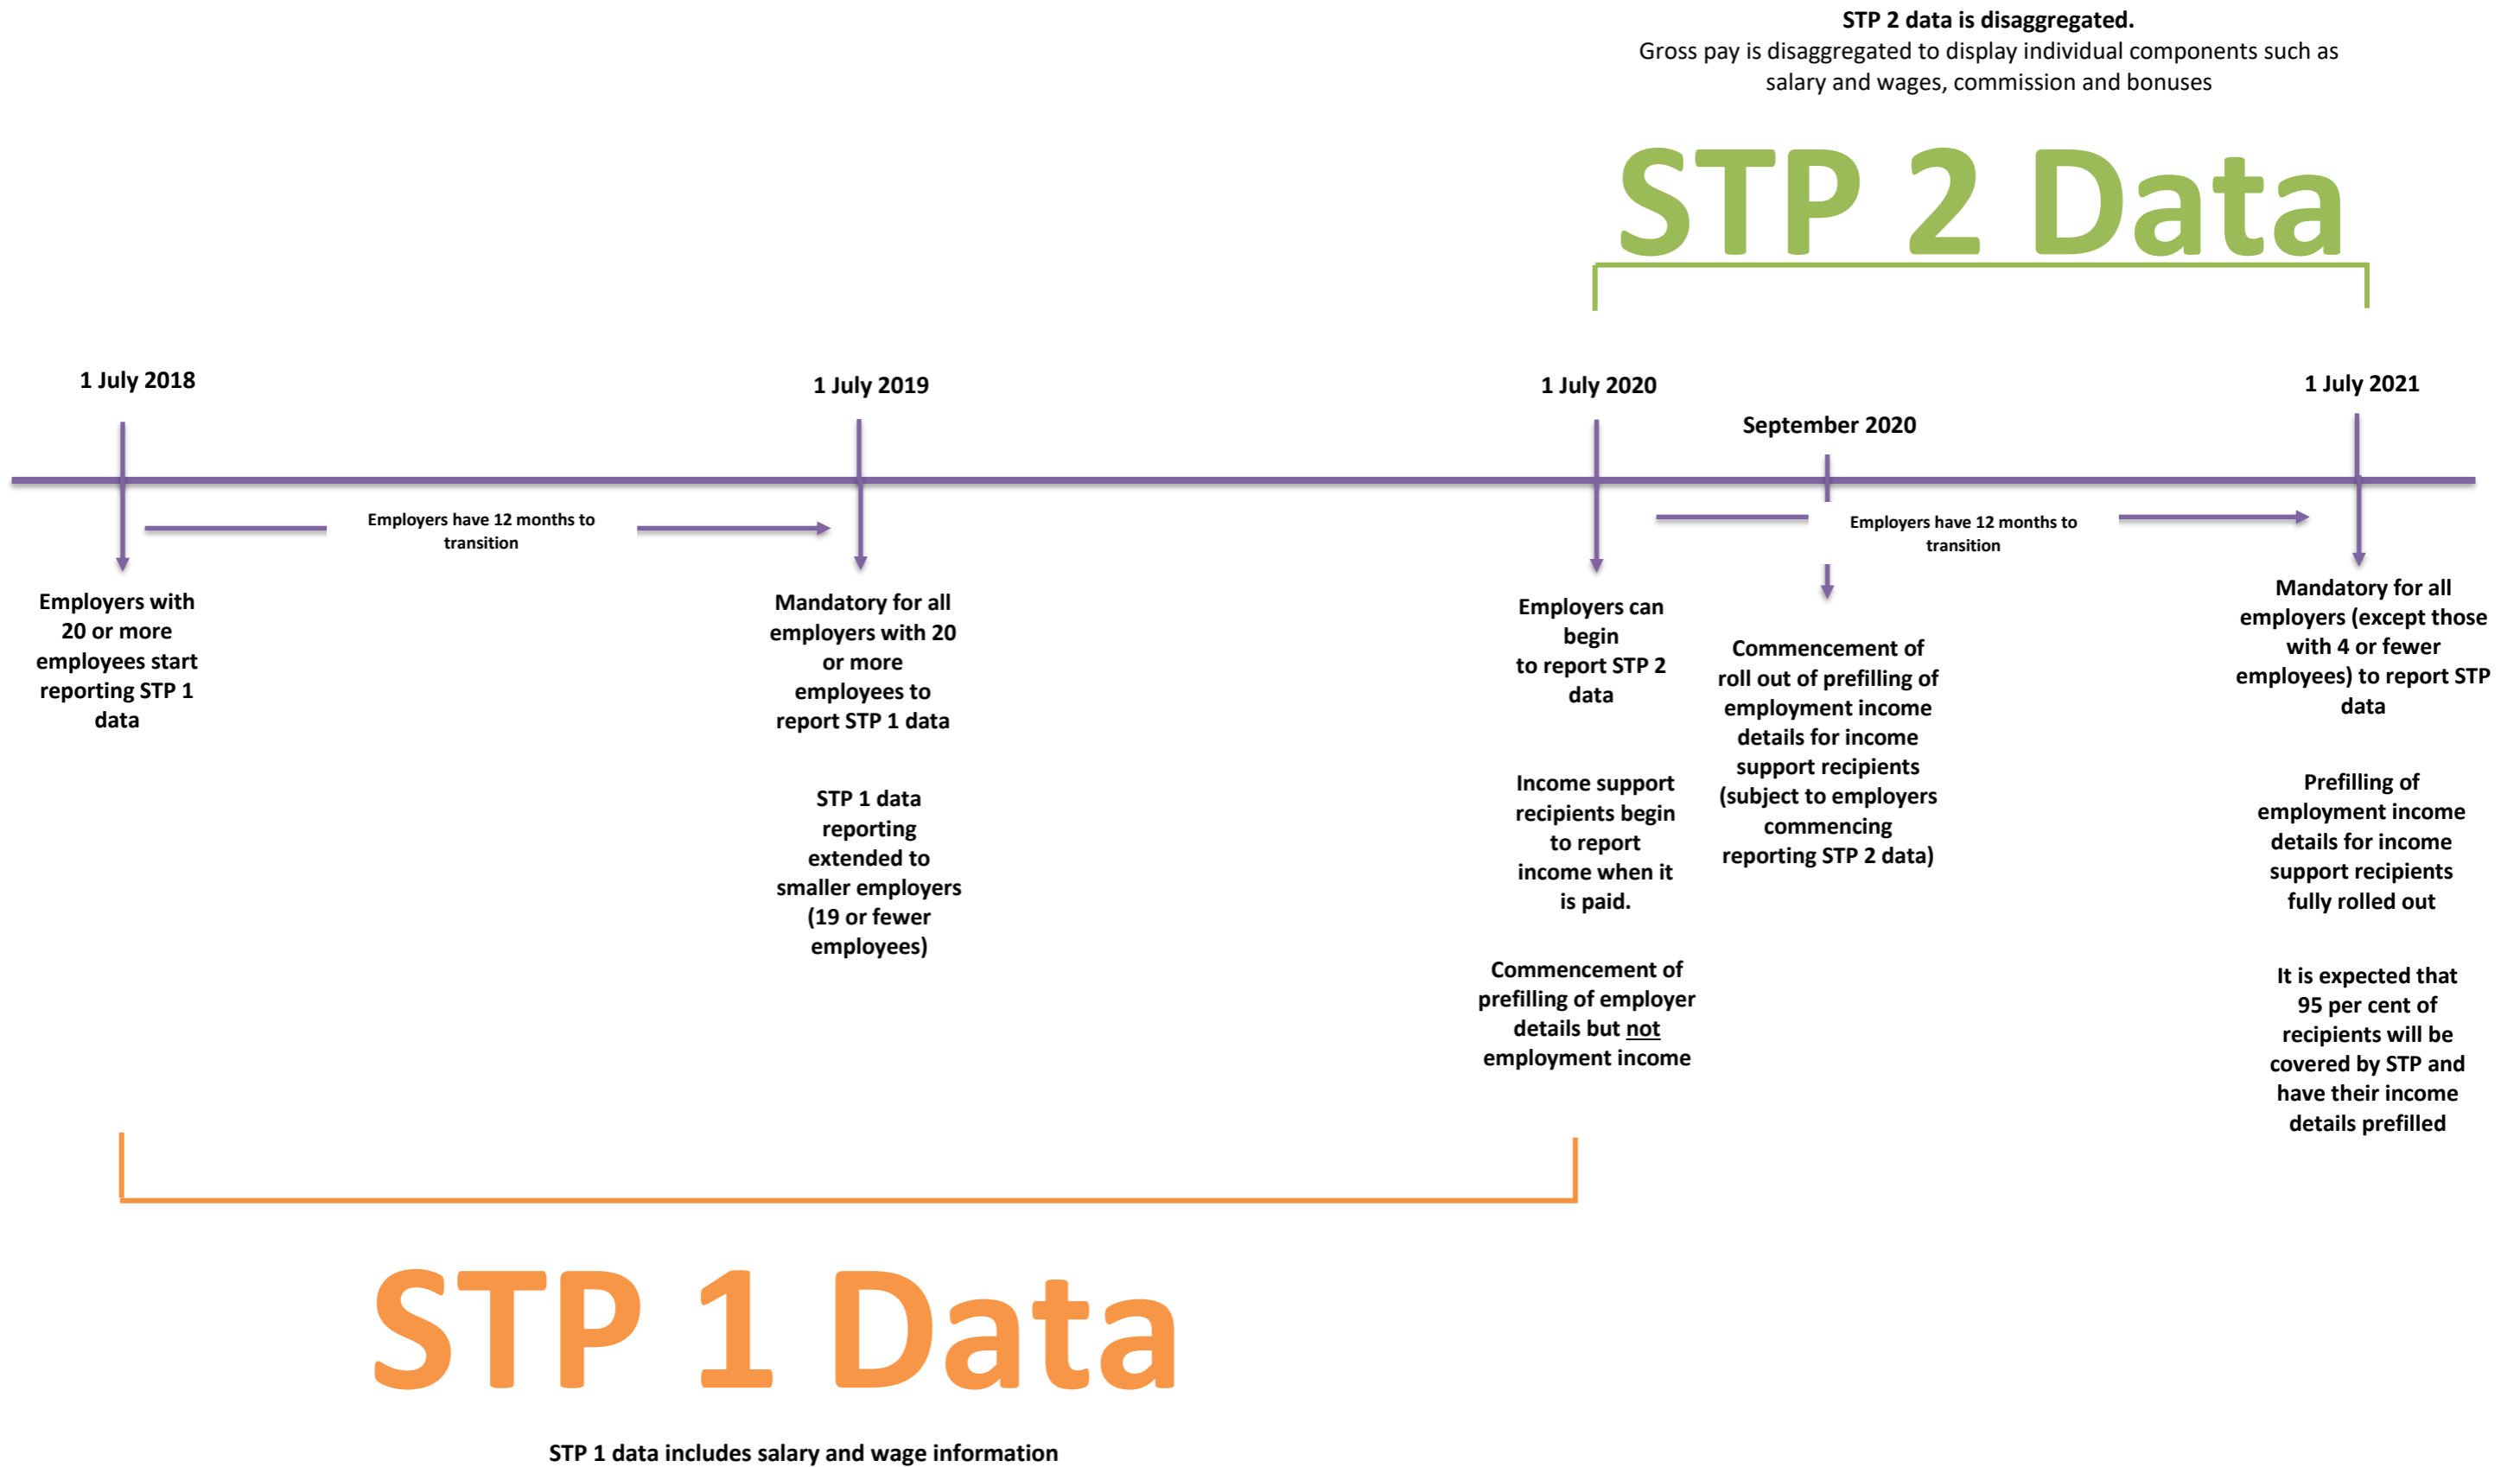 STP 2 data is disaggregated.
Gross pay is disaggregated to display individual components such as
salary and wages, commission and bonuses
STP 2 Data
1 July 2018
1 July 2019
1 July 2020
September 2020
1 July 2021
Employers have 12 months to
transition
Employers have 12 months to
transition
Employers with
20 or more
employees start
reporting STP 1
data
Mandatory for all
employers with 20
or more
employees to
report STP 1 data
STP 1 data
reporting
extended to
smaller employers
(19 or fewer
employees)
Employers can
begin
to report STP 2
data
Income support
recipients begin
to report
income when it
is paid.
Commencement of
prefilling of employer
details but not
employment income
Commencement of
roll out of prefilling of
employment income
details for income
support recipients
(subject to employers
commencing
reporting STP 2 data)
Mandatory for all
employers (except those
with 4 or fewer
employees) to report STP
data
Prefilling of
employment income
details for income
support recipients
fully rolled out
It is expected that
95 per cent of
recipients will be
covered by STP and
have their income
details prefilled
STP 1 Data
STP 1 data includes salary and wage information